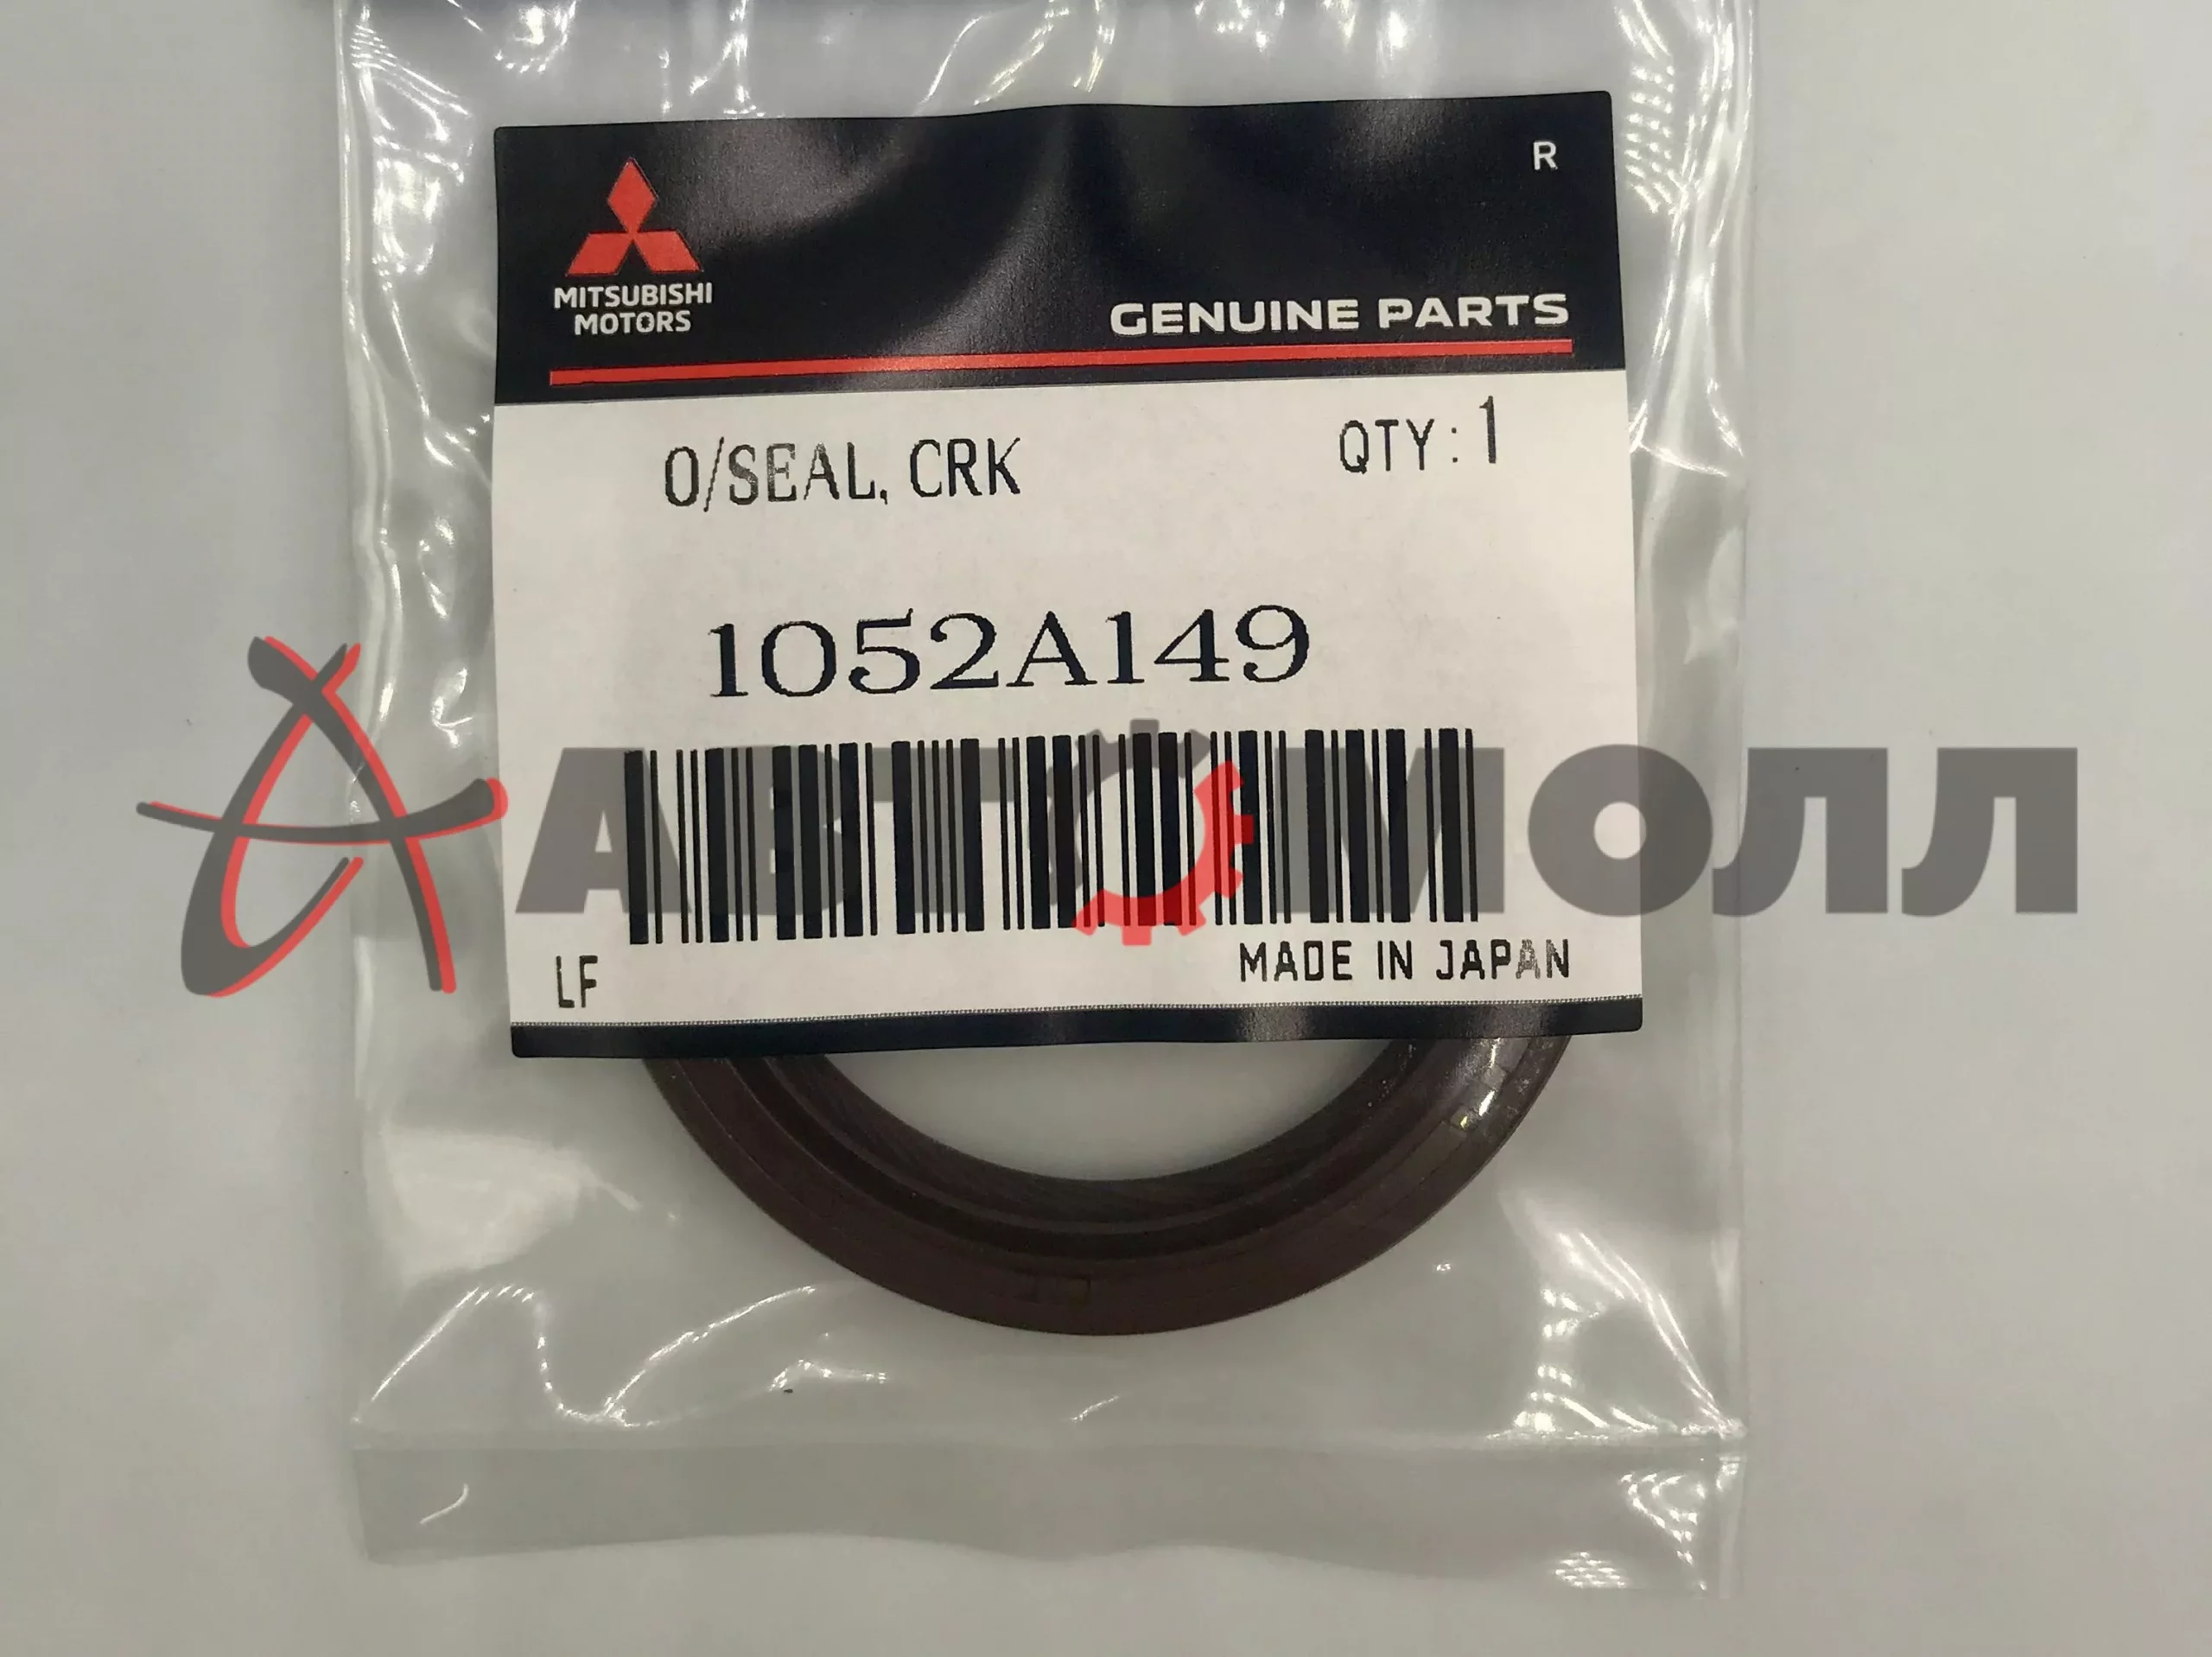 R
MITSUBISHI
MOTORS
GENUINE PARTS
O/SEAL, CRK
QTY: 1
1052A149
АВТОМОЛЛ
LF
MADE IN JAPAN